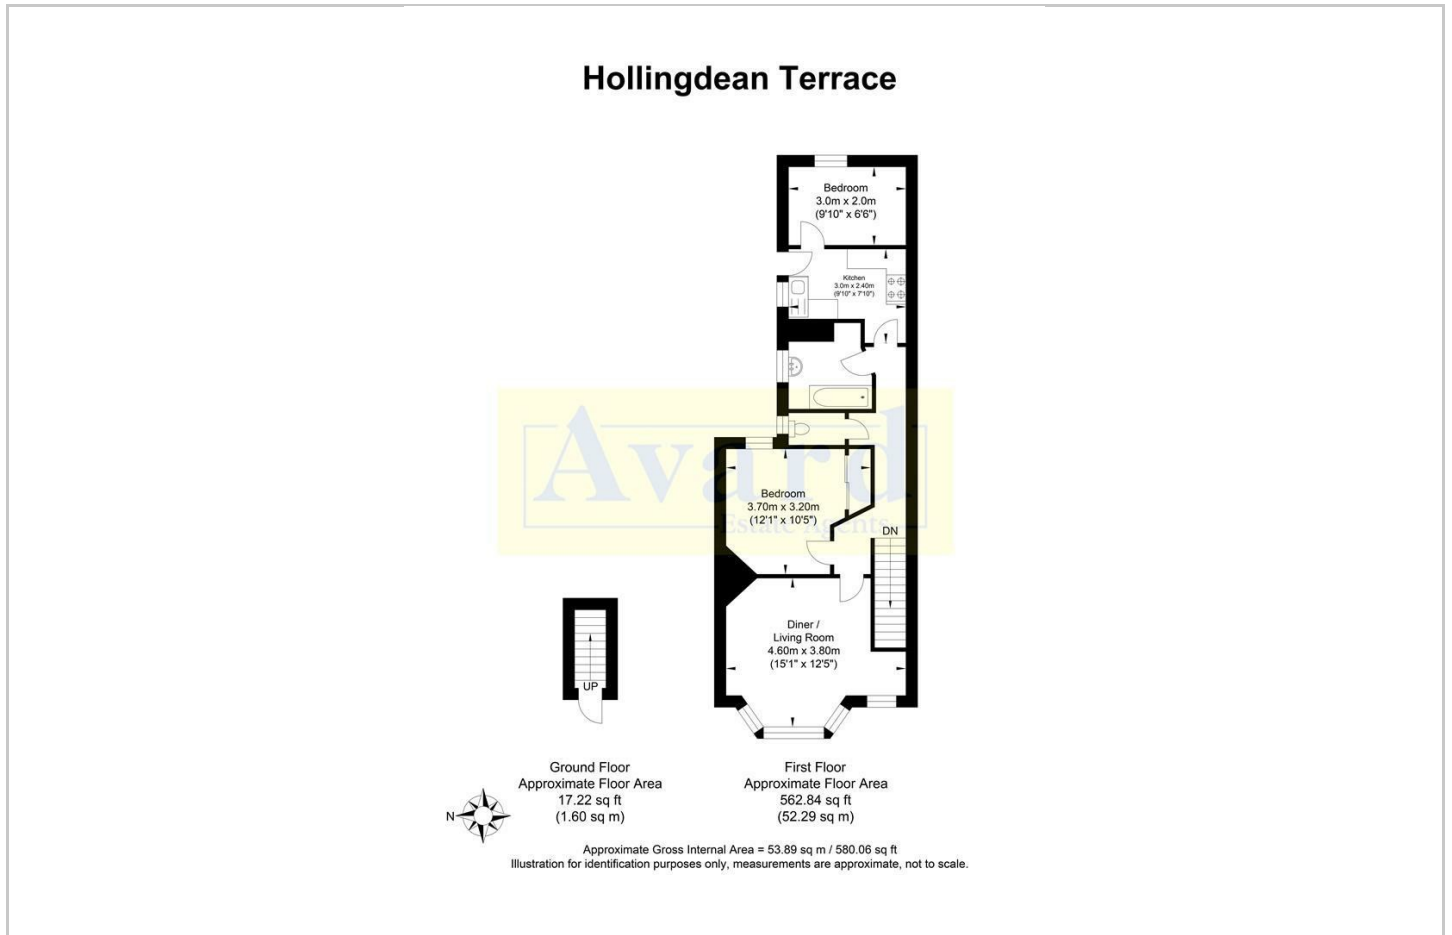 Hollingdean Terrace
Bedroom
3.0m x 2.0m
(9'10" x 6'6")
Kitchen
3.0m x 2.40m
(9'10" x 7'10")
Avard
Estate Agents
Bedroom
3.70m x 3.20m
(12'1" x 10'5")
DN
Diner /
Living Room
4.60m x 3.80m
(15'1" x 12'5")
UP
Ground Floor
Approximate Floor Area
17.22 sq ft
(1.60 sq m)
First Floor
Approximate Floor Area
562.84 sq ft
(52.29 sq m)
N
Approximate Gross Internal Area = 53.89 sq m / 580.06 sq ft
Illustration for identification purposes only, measurements are approximate, not to scale.